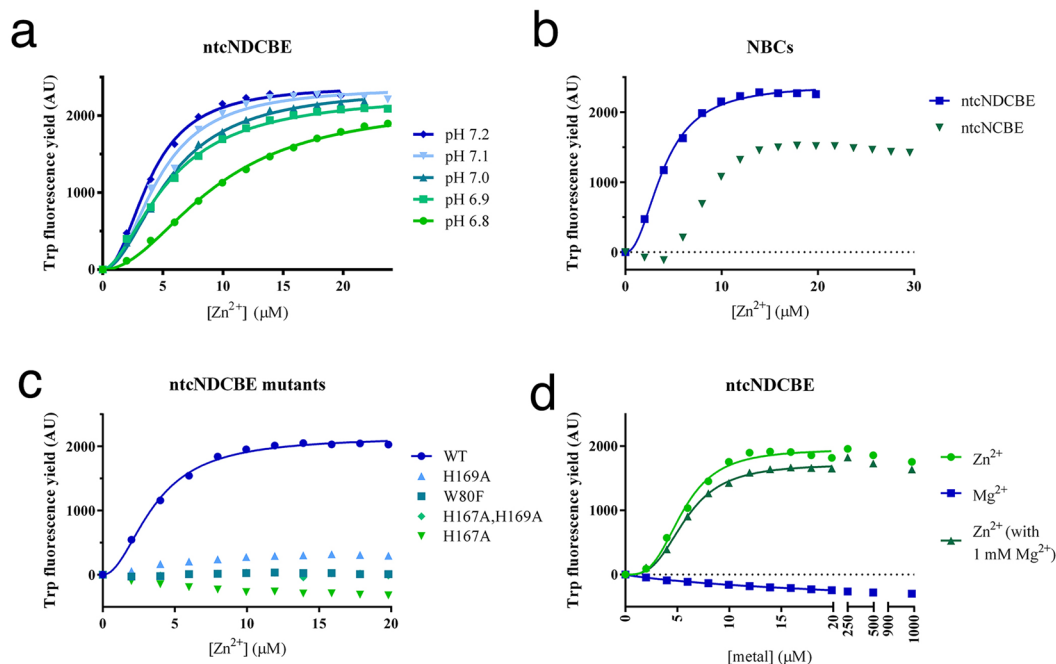 a
ntcNDCBE
Trp fluorescence yield (AU)
2000
1000
0
0 5 10 15 20
[Zn²⁺] (µM)
pH 7.2
pH 7.1
pH 7.0
pH 6.9
pH 6.8
b
NBCs
Trp fluorescence yield (AU)
2000
1000
0
0 10 20 30
[Zn²⁺] (µM)
ntcNDCBE
ntcNCBE
c
ntcNDCBE mutants
Trp fluorescence yield (AU)
2000
1000
0
0 5 10 15 20
[Zn²⁺] (µM)
WT
H169A
W80F
H167A,H169A
H167A
d
ntcNDCBE
Trp fluorescence yield (AU)
2000
1000
0
0 5 10 15 20 250 500 900 1000
[metal] (µM)
Zn²⁺
Mg²⁺
Zn²⁺ (with
1 mM Mg²⁺)